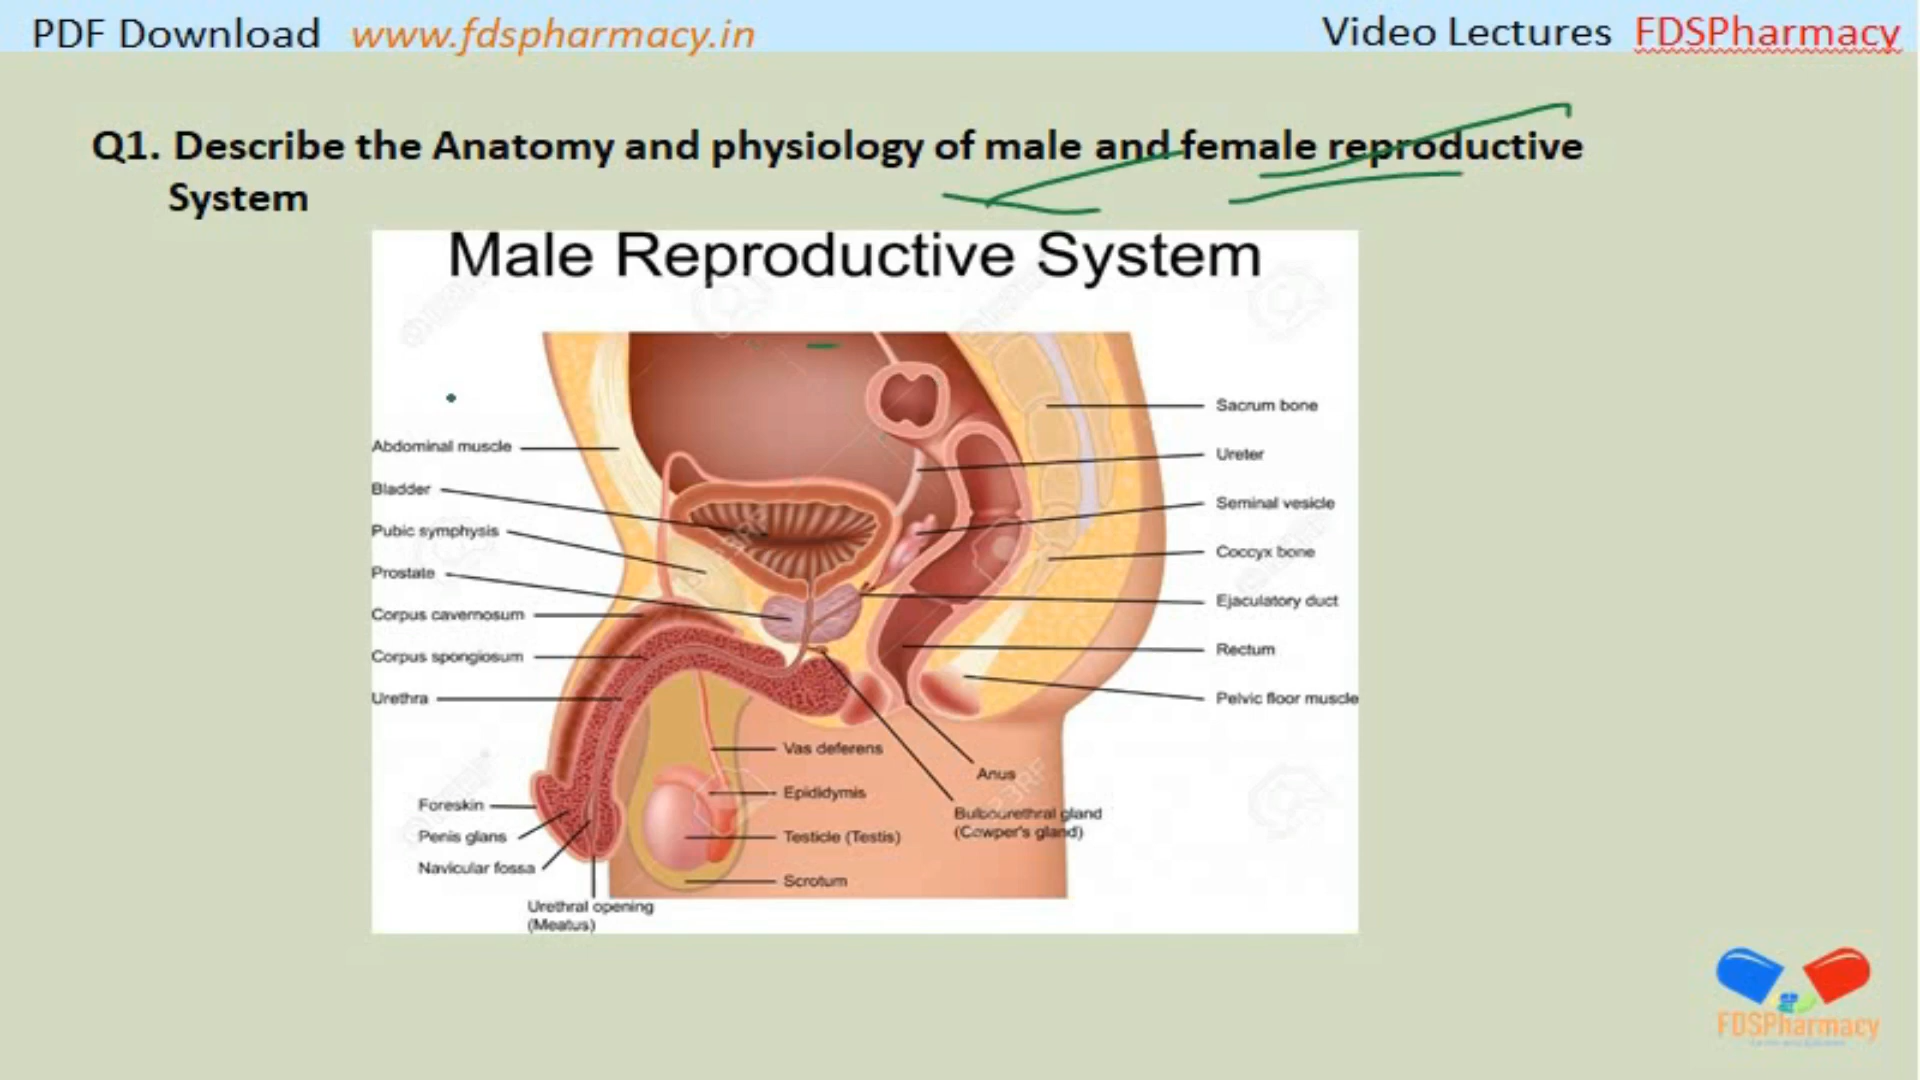 PDF Download www.fdspharmacy.in
Video Lectures FDSPharmacy
Q1. Describe the Anatomy and physiology of male and female reproductive
System
Male Reproductive System
Abdominal muscle
Bladder
Pubic symphysis
Prostate
Corpus cavernosum
Corpus spongiosum
Urethra
Foreskin
Penis glans
Navicular fossa
Urethral opening
(Meatus)
Vas deferens
Epididymis
Testicle (Testis)
Scrotum
Anus
Bulbourethral gland
(Cowper's gland)
Sacrum bone
Ureter
Seminal vesicle
Coccyx bone
Ejaculatory duct
Rectum
Pelvic floor muscle
FDSPharmacy